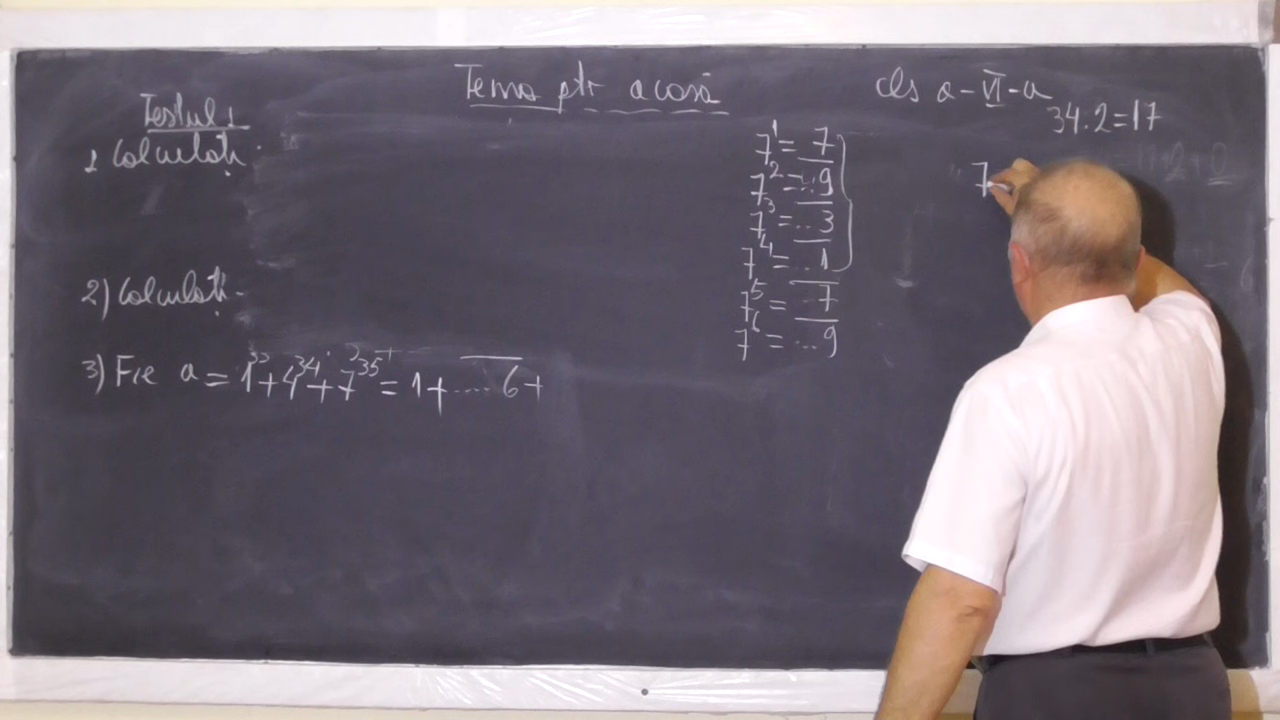 Tema ptr acasă
cls a-VI-a
Testul 1
34:2=17
1 Calculați:
7¹ = 7
7² = ...9
7³ = ...3
7⁴ = ...1
7⁵ = ...7
7⁶ = ...9
7
2) Calculați
3) Fie a = 1³³+4³⁴+7³⁵ = 1+ ....6+